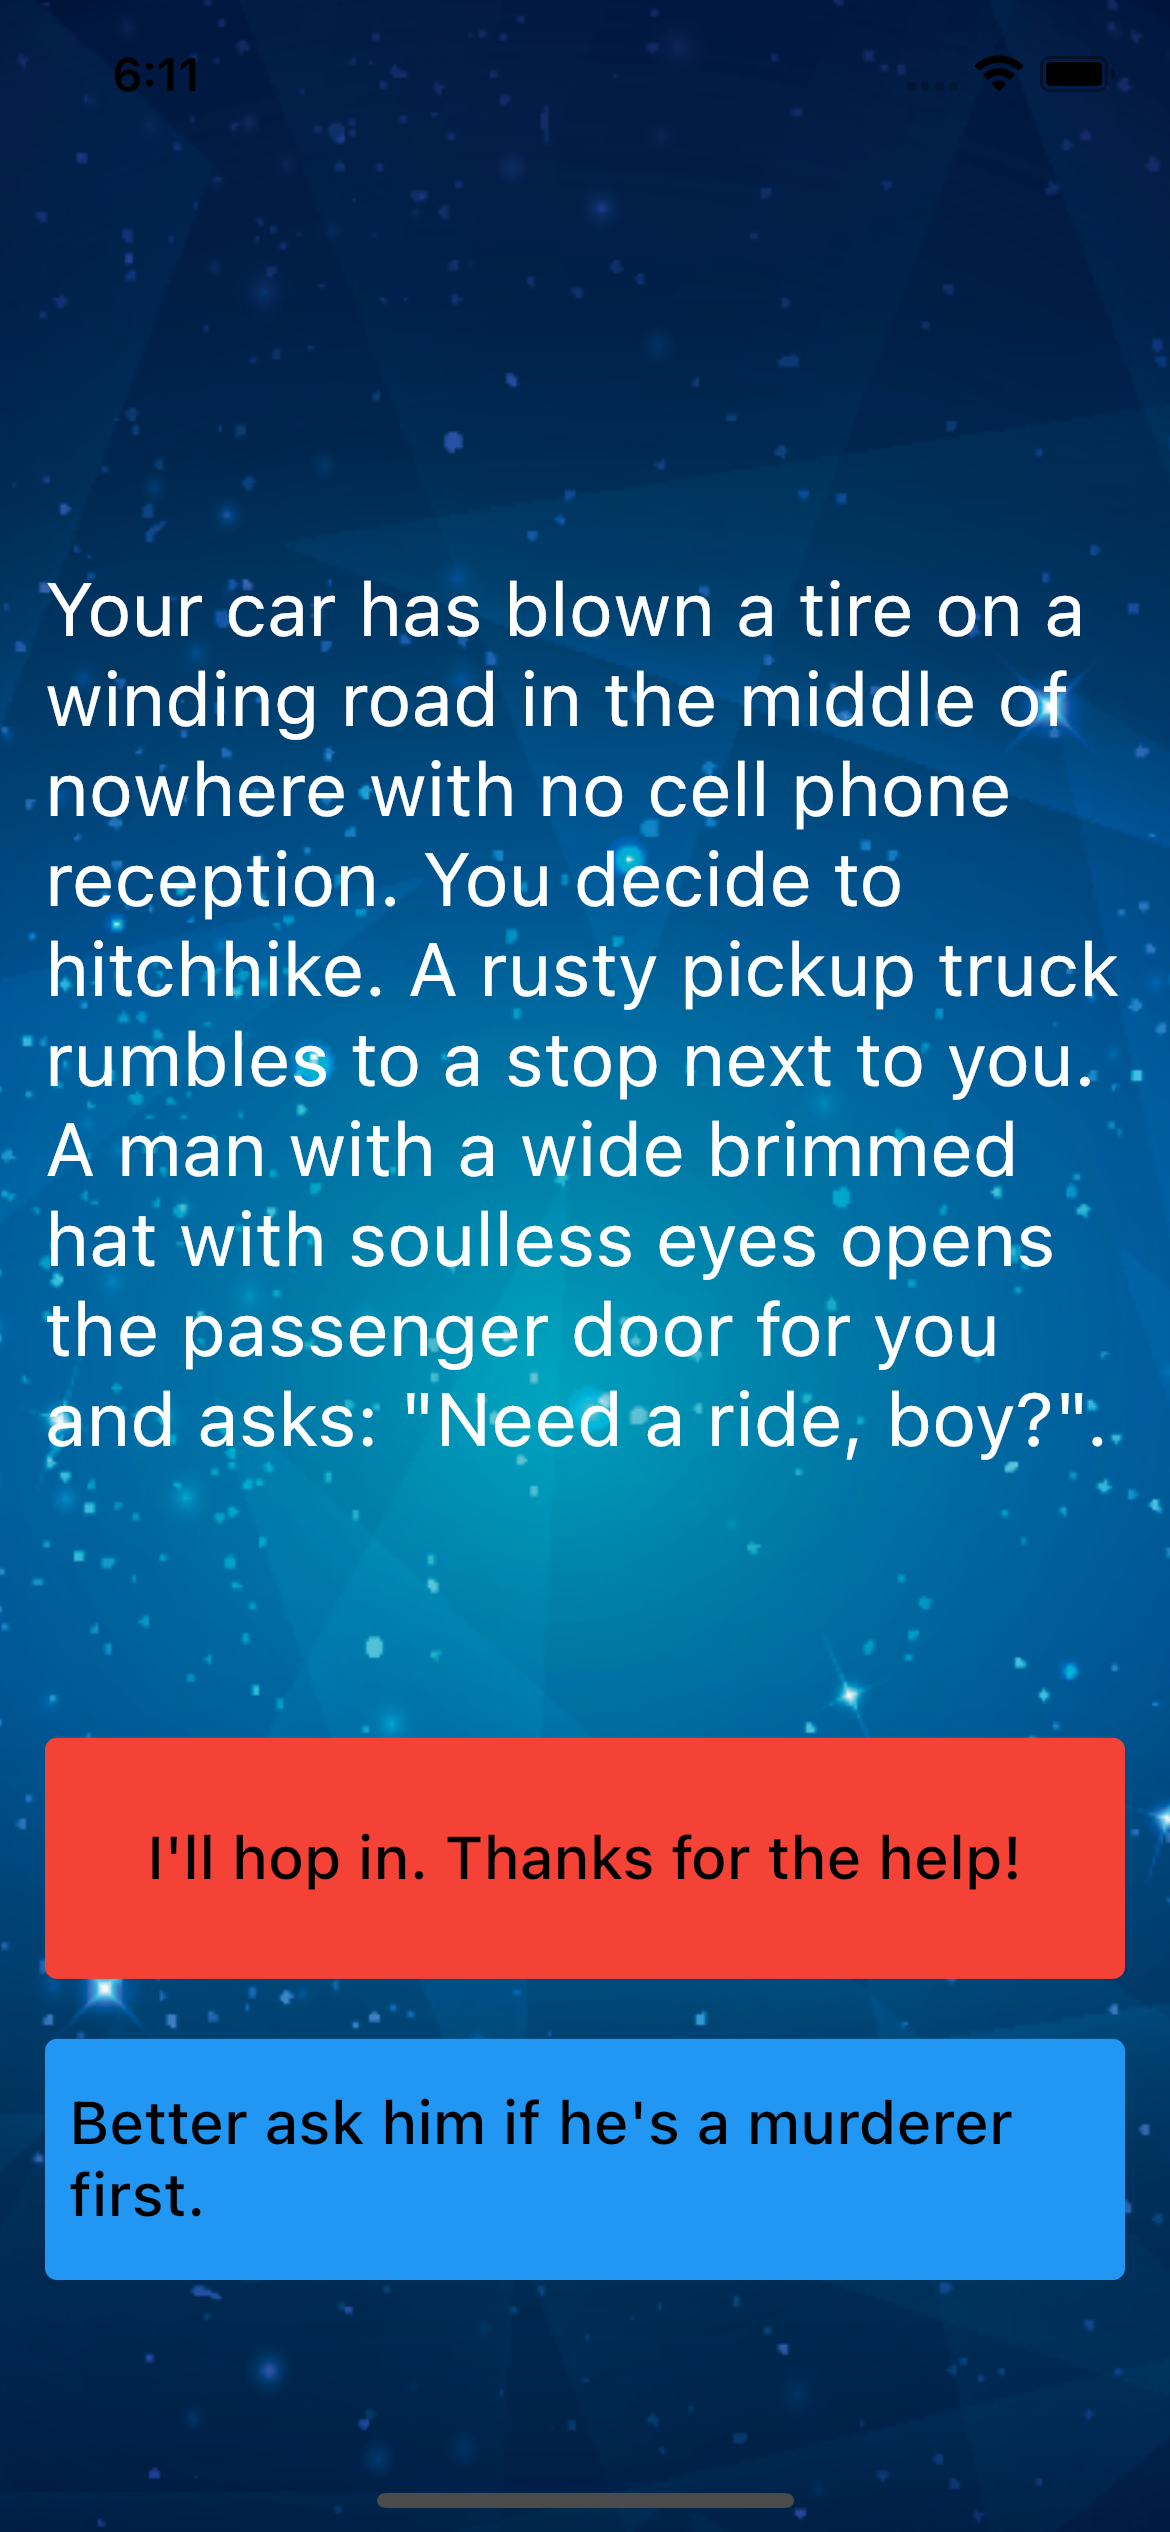 6:11
Your car has blown a tire on a
winding road in the middle of
nowhere with no cell phone
reception. You decide to
hitchhike. A rusty pickup truck
rumbles to a stop next to you.
A man with a wide brimmed
hat with soulless eyes opens
the passenger door for you
and asks: "Need a ride, boy?".
I'll hop in. Thanks for the help!
Better ask him if he's a murderer
first.